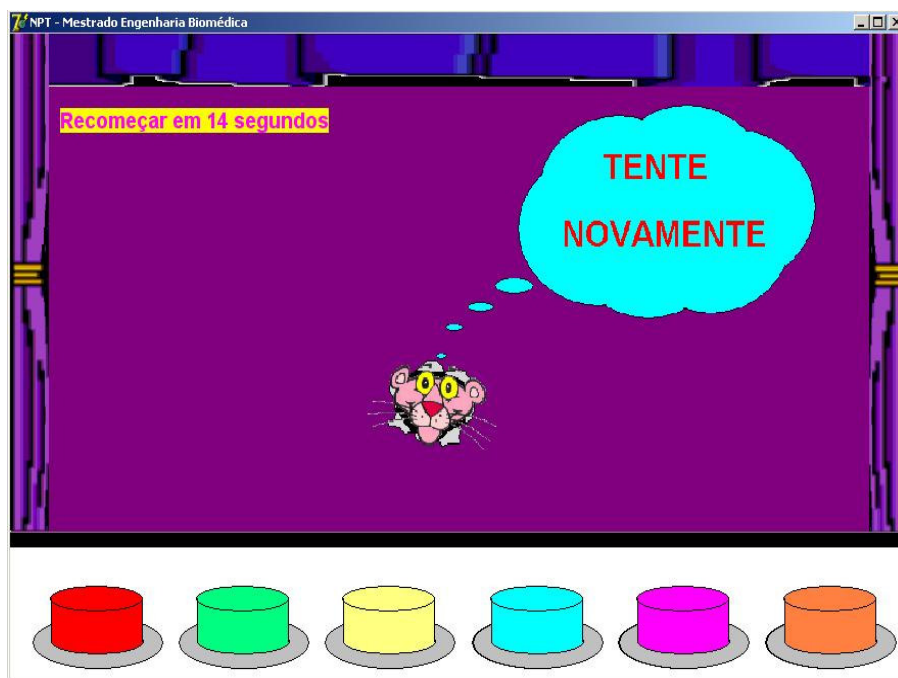 NPT - Mestrado Engenharia Biomédica
Recomeçar em 14 segundos
TENTE
NOVAMENTE